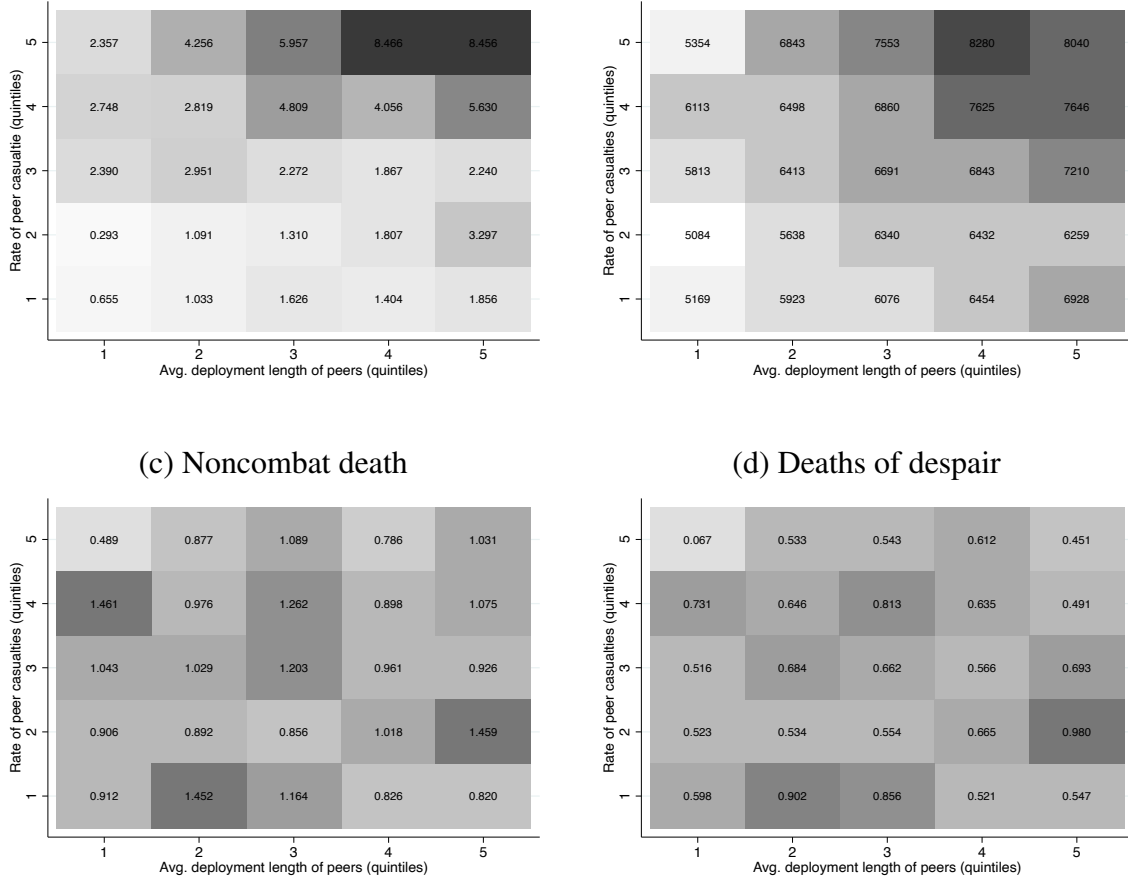 Rate of peer casualtie (quintiles)
5 2.357 4.256 5.957 8.466 8.456
4 2.748 2.819 4.809 4.056 5.630
3 2.390 2.951 2.272 1.867 2.240
2 0.293 1.091 1.310 1.807 3.297
1 0.655 1.033 1.626 1.404 1.856
1 2 3 4 5
Avg. deployment length of peers (quintiles)
Rate of peer casualties (quintiles)
5 5354 6843 7553 8280 8040
4 6113 6498 6860 7625 7646
3 5813 6413 6691 6843 7210
2 5084 5638 6340 6432 6259
1 5169 5923 6076 6454 6928
1 2 3 4 5
Avg. deployment length of peers (quintiles)
(c) Noncombat death
Rate of peer casualties (quintiles)
5 0.489 0.877 1.089 0.786 1.031
4 1.461 0.976 1.262 0.898 1.075
3 1.043 1.029 1.203 0.961 0.926
2 0.906 0.892 0.856 1.018 1.459
1 0.912 1.452 1.164 0.826 0.820
1 2 3 4 5
Avg. deployment length of peers (quintiles)
(d) Deaths of despair
Rate of peer casualties (quintiles)
5 0.067 0.533 0.543 0.612 0.451
4 0.731 0.646 0.813 0.635 0.491
3 0.516 0.684 0.662 0.566 0.693
2 0.523 0.534 0.554 0.665 0.980
1 0.598 0.902 0.856 0.521 0.547
1 2 3 4 5
Avg. deployment length of peers (quintiles)